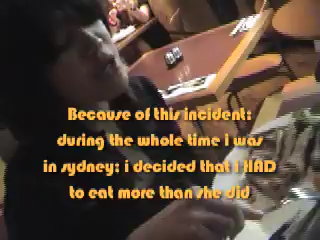 Because of this incident;
during the whole time i was
in sydney; i decided that i HAD
to eat more than she did